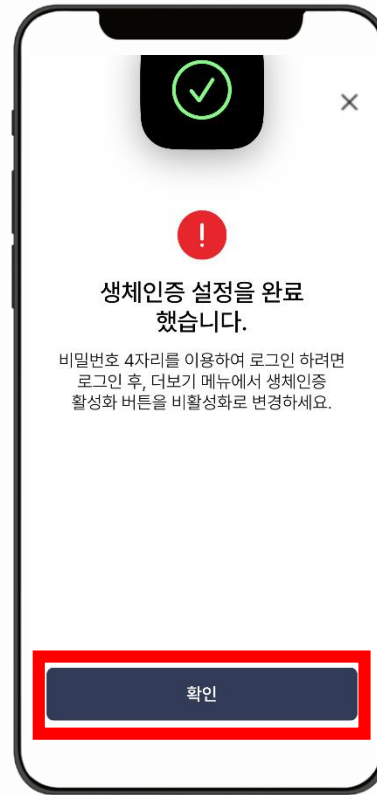 생체인증 설정을 완료
했습니다.
비밀번호 4자리를 이용하여 로그인 하려면
로그인 후, 더보기 메뉴에서 생체인증
활성화 버튼을 비활성화로 변경하세요.
확인